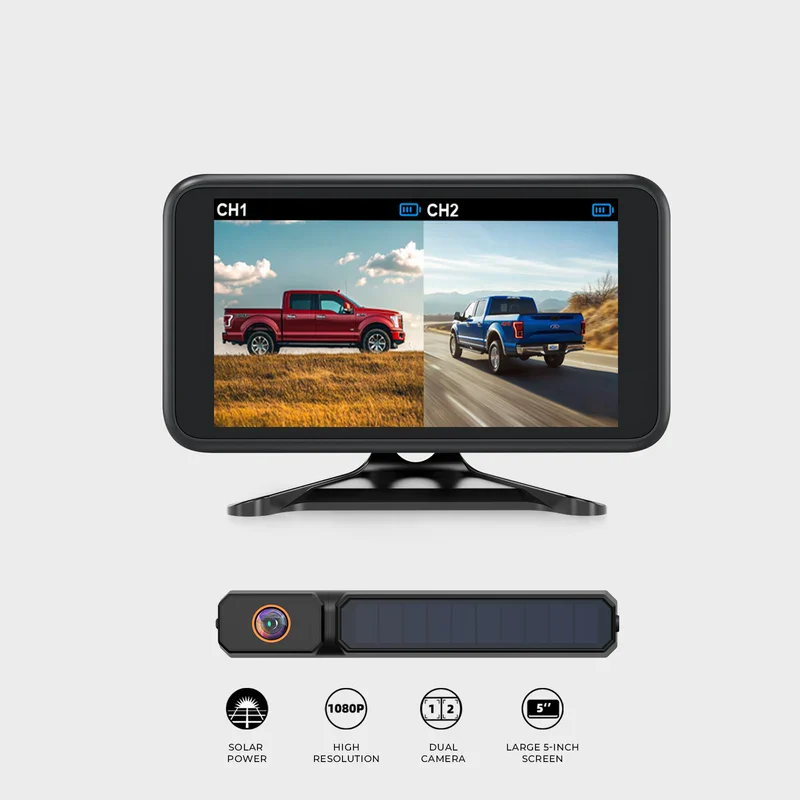 CH1
CH2
1080P
1 2
5''
SOLAR
POWER
HIGH
RESOLUTION
DUAL
CAMERA
LARGE 5-INCH
SCREEN